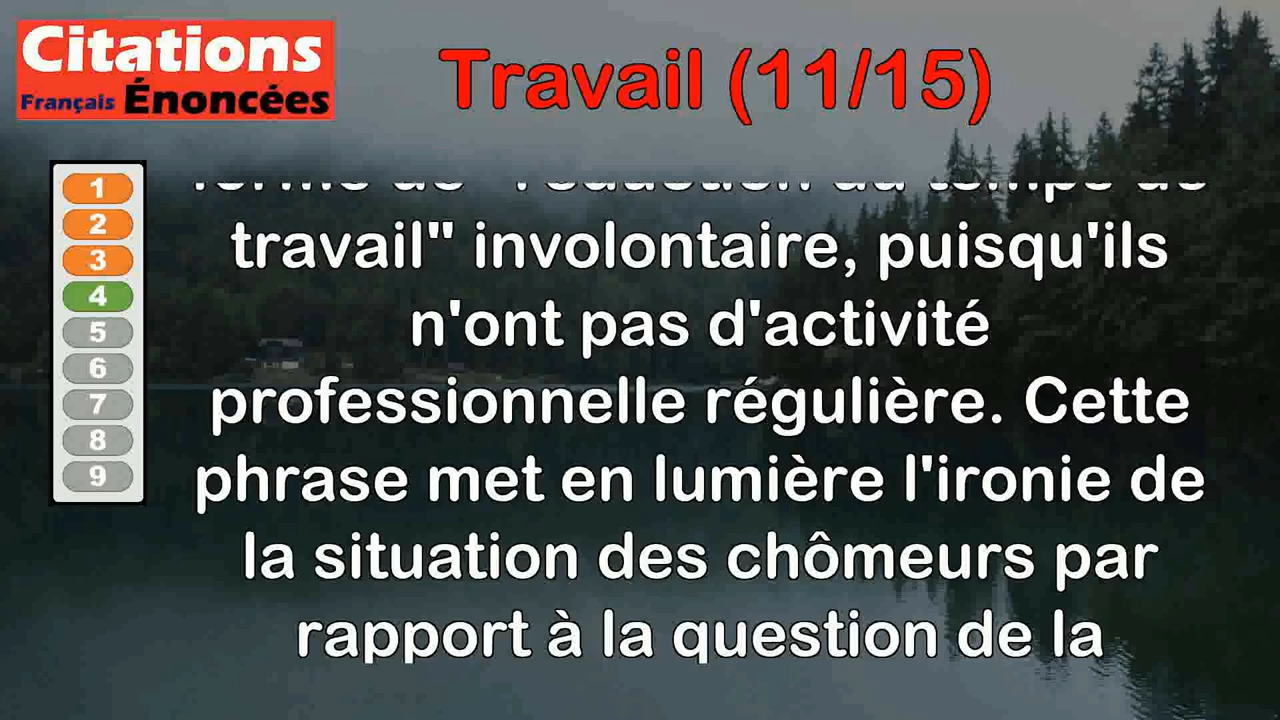 Citations
Français Énoncées
Travail (11/15)
1
2
3
4
5
6
7
8
9
travail" involontaire, puisqu'ils
n'ont pas d'activité
professionnelle régulière. Cette
phrase met en lumière l'ironie de
la situation des chômeurs par
rapport à la question de la